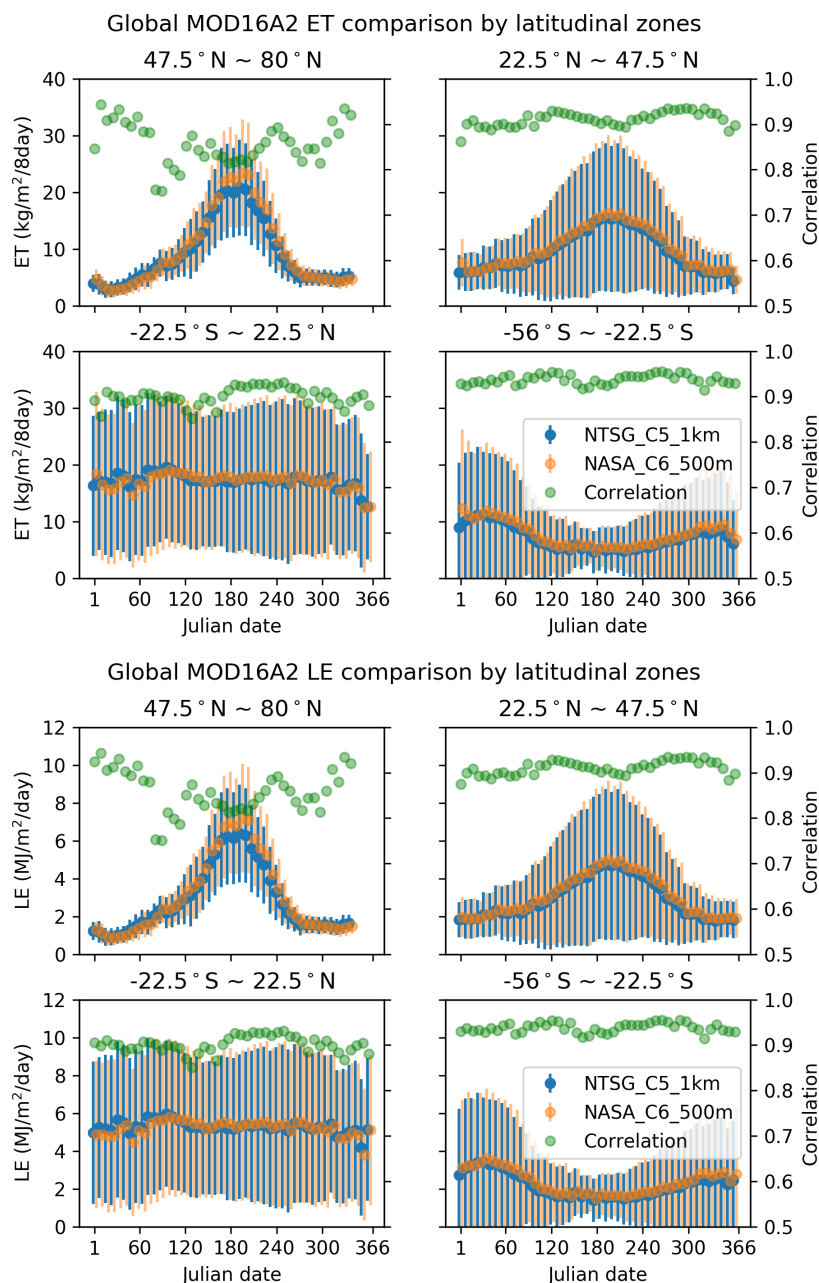 Global MOD16A2 ET comparison by latitudinal zones
47.5°N ~ 80°N
22.5°N ~ 47.5°N
40
30
20
10
0
ET (kg/m²/8day)
1.0
0.9
0.8
0.7
0.6
0.5
Correlation
-22.5°S ~ 22.5°N
-56°S ~ -22.5°S
40
30
20
10
0
ET (kg/m²/8day)
1.0
0.9
0.8
0.7
0.6
0.5
Correlation
NTSG_C5_1km
NASA_C6_500m
Correlation
1 60 120 180 240 300 366
Julian date
1 60 120 180 240 300 366
Julian date
Global MOD16A2 LE comparison by latitudinal zones
47.5°N ~ 80°N
22.5°N ~ 47.5°N
12
10
8
6
4
2
0
LE (MJ/m²/day)
1.0
0.9
0.8
0.7
0.6
0.5
Correlation
-22.5°S ~ 22.5°N
-56°S ~ -22.5°S
12
10
8
6
4
2
0
LE (MJ/m²/day)
1.0
0.9
0.8
0.7
0.6
0.5
Correlation
NTSG_C5_1km
NASA_C6_500m
Correlation
1 60 120 180 240 300 366
Julian date
1 60 120 180 240 300 366
Julian date